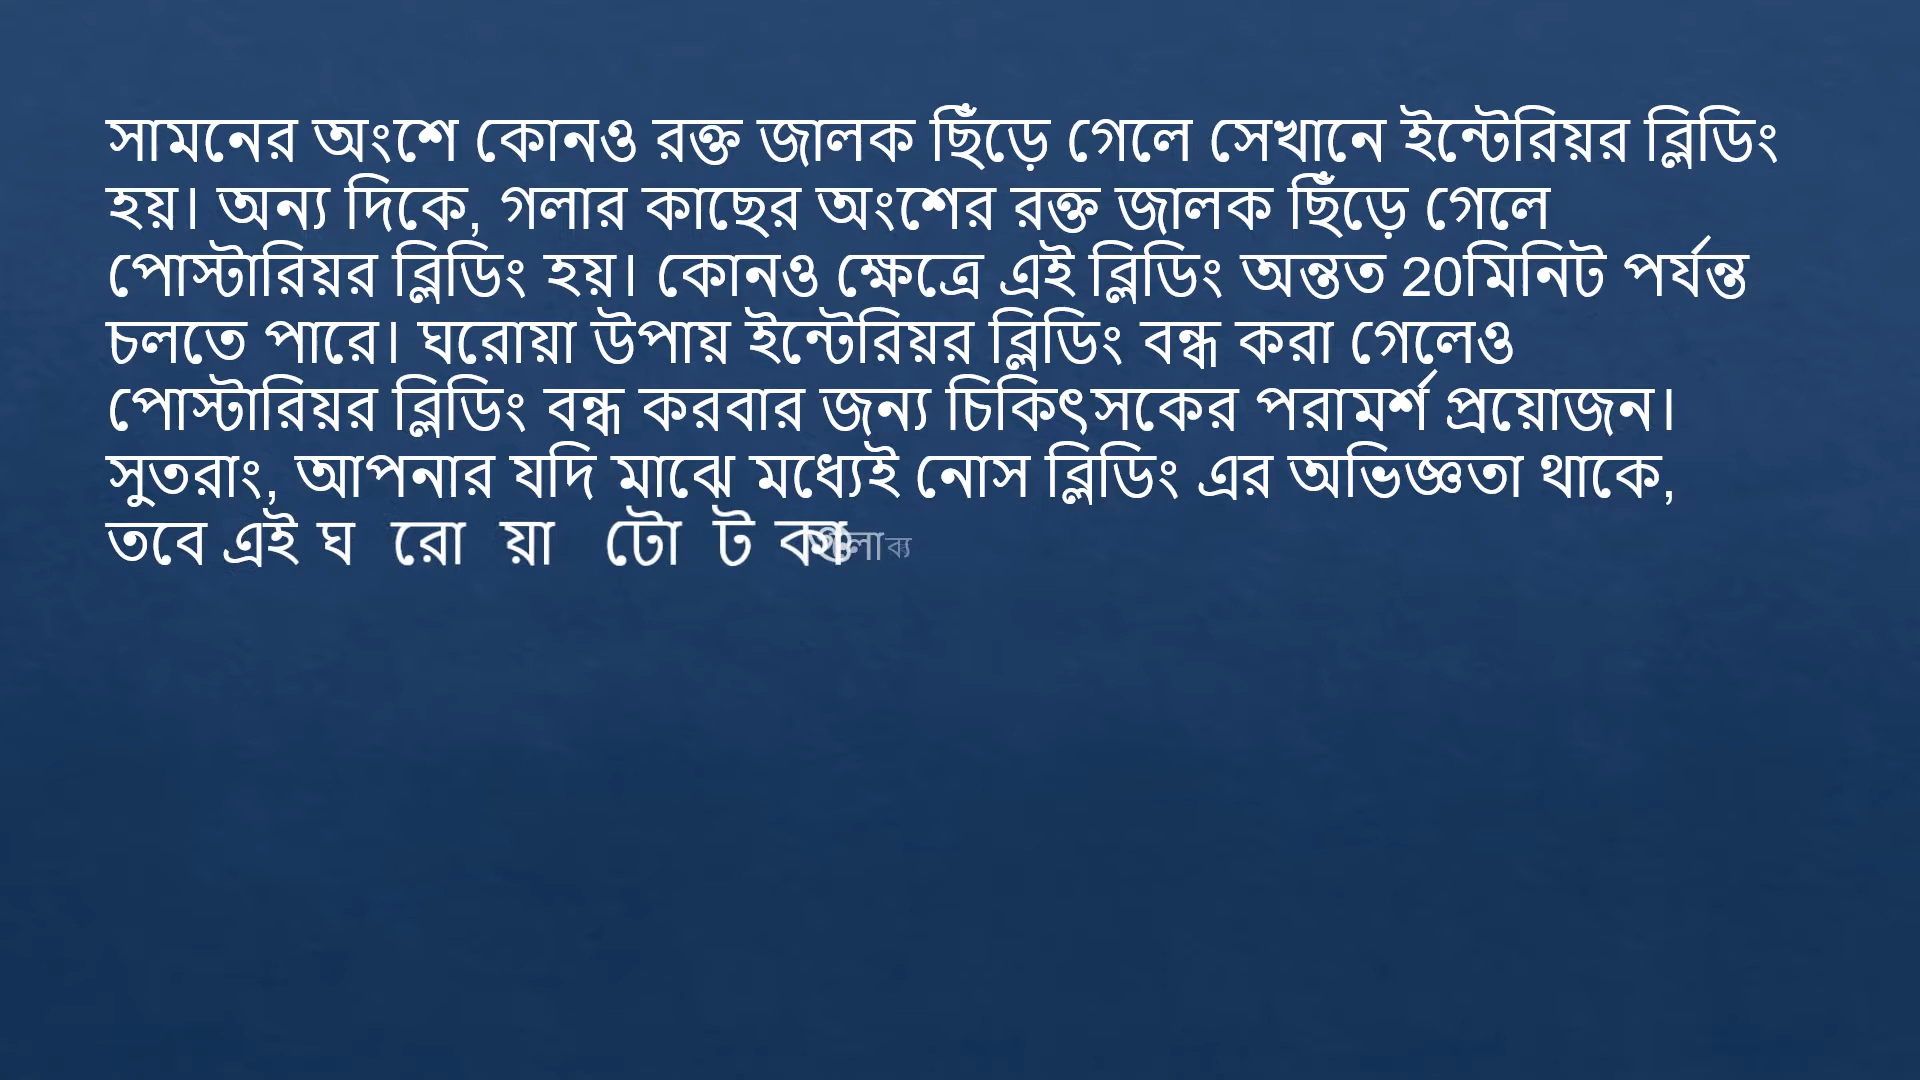 সামনের অংশে কোনও রক্ত জালক ছিঁড়ে গেলে সেখানে ইন্টেরিয়র ব্লিডিং
হয়। অন্য দিকে, গলার কাছের অংশের রক্ত জালক ছিঁড়ে গেলে
পোস্টারিয়র ব্লিডিং হয়। কোনও ক্ষেত্রে এই ব্লিডিং অন্তত 20মিনিট পর্যন্ত
চলতে পারে। ঘরোয়া উপায় ইন্টেরিয়র ব্লিডিং বন্ধ করা গেলেও
পোস্টারিয়র ব্লিডিং বন্ধ করবার জন্য চিকিৎসকের পরামর্শ প্রয়োজন।
সুতরাং, আপনার যদি মাঝে মধ্যেই নোস ব্লিডিং এর অভিজ্ঞতা থাকে,
তবে এই ঘরোয়া টোটকা